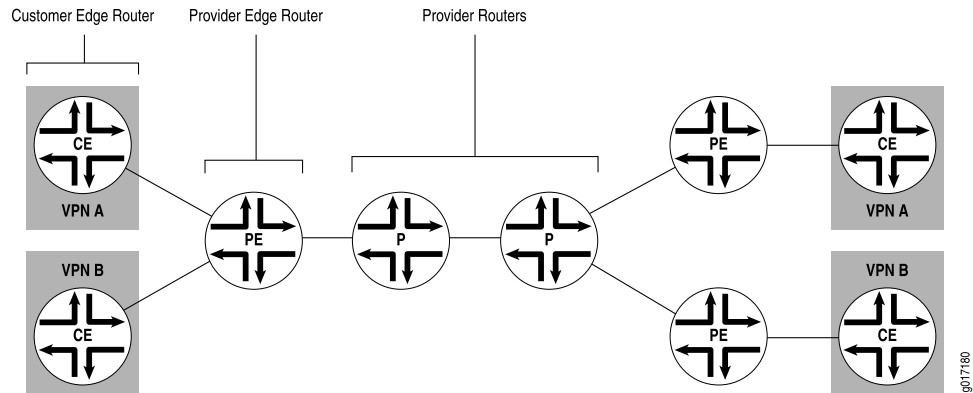 Customer Edge Router
Provider Edge Router
Provider Routers
CE
VPN A
PE
CE
VPN A
PE
P
P
VPN B
CE
PE
VPN B
CE
g017180